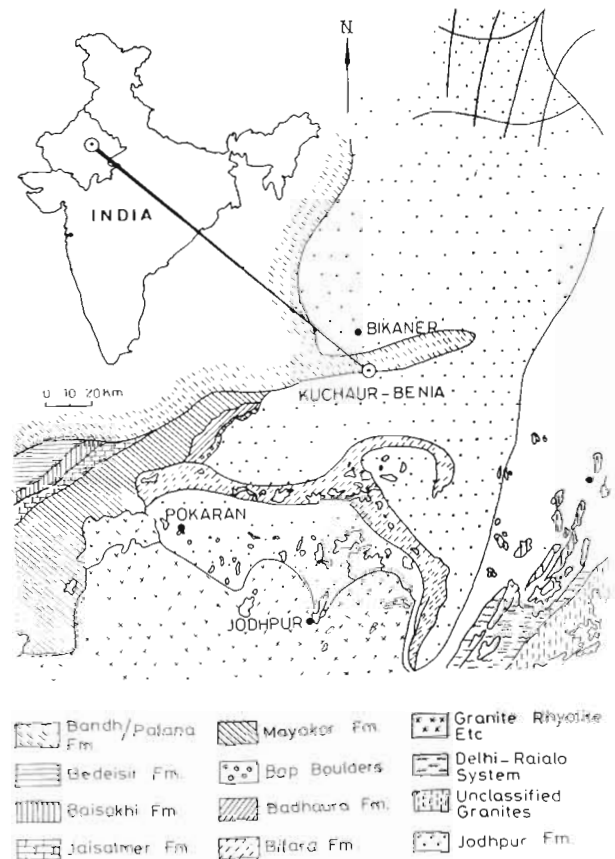 N
INDIA
BIKANER
0 10 20 Km
KUCHAUR-BENIA
POKARAN
JODHPUR
Bandh/Palana
Fm.
Bedeisir Fm.
Baisakhi Fm.
Jaisalmer Fm.
Mayakor Fm.
Bap Boulders
Badhaura Fm.
Bilara Fm
Granite Rhyolite
Etc
Delhi-Raialo
System
Unclassified
Granites
Jodhpur Fm.